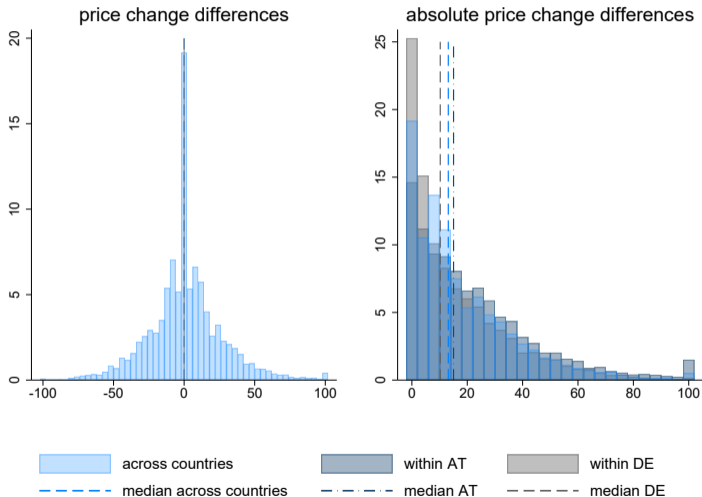 price change differences
20
15
10
5
0
-100 -50 0 50 100
absolute price change differences
25
20
15
10
5
0
0 20 40 60 80 100
across countries within AT within DE
median across countries median AT median DE